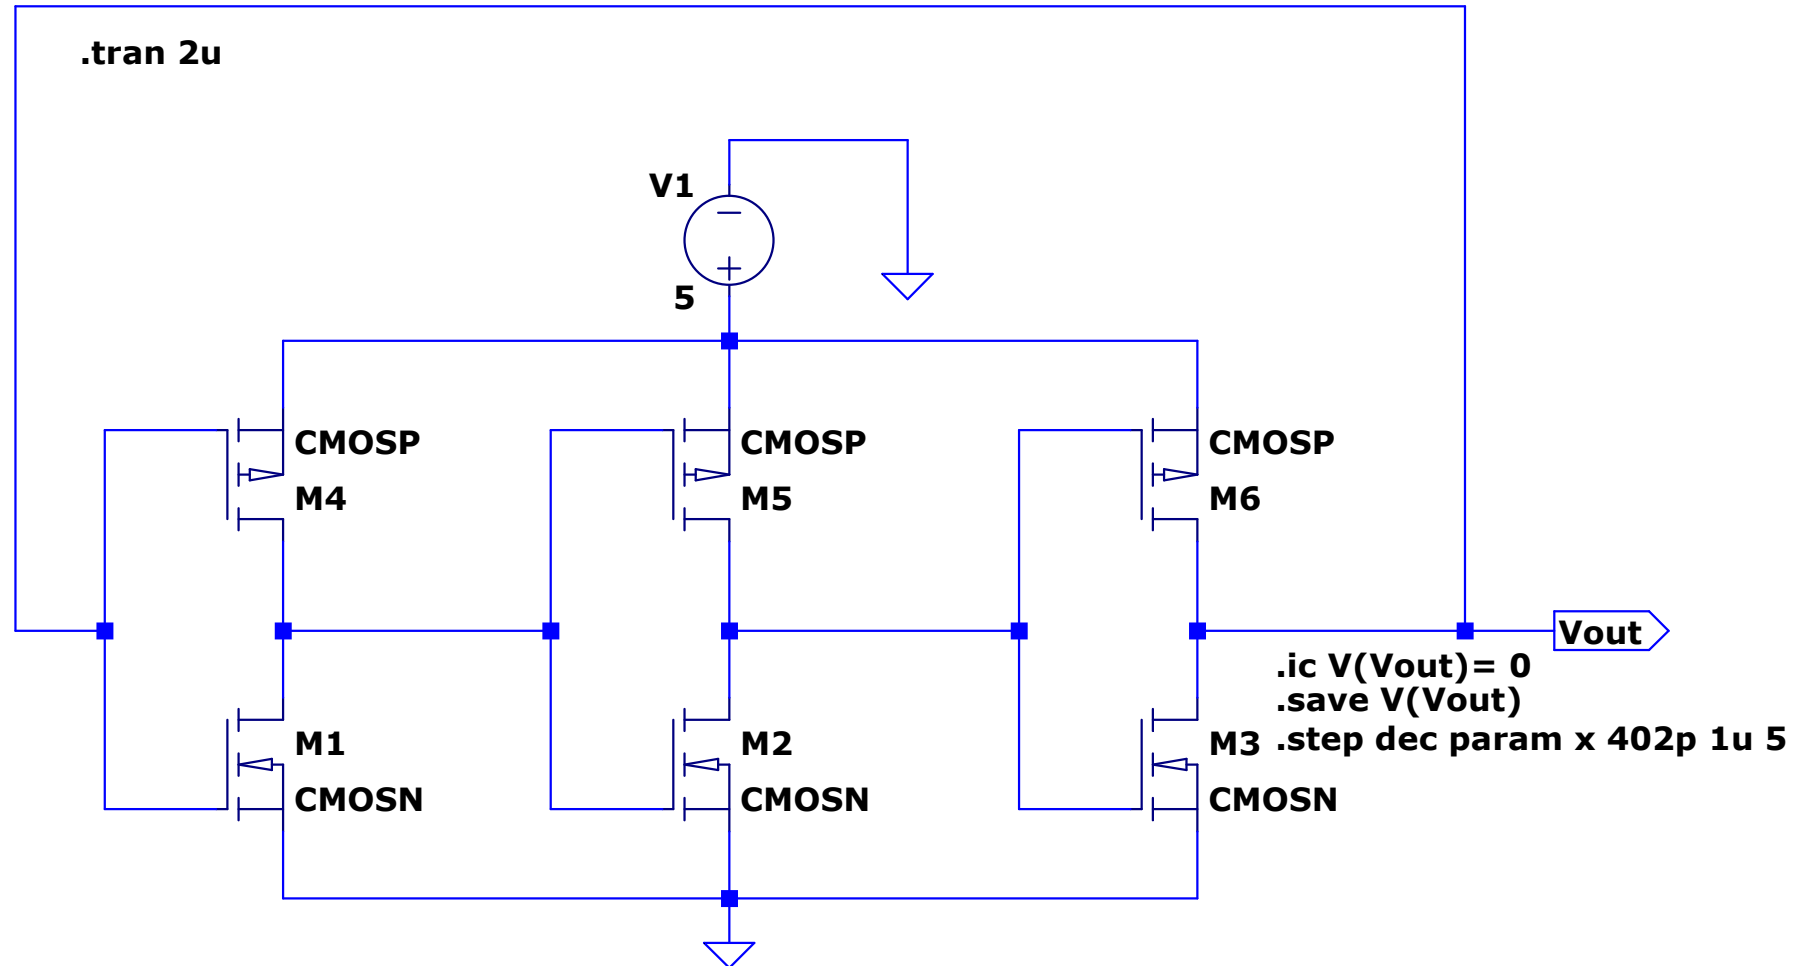 .tran 2u
V1
5
CMOSP
M4
CMOSP
M5
CMOSP
M6
Vout
.ic V(Vout)= 0
.save V(Vout)
.step dec param x 402p 1u 5
M1
CMOSN
M2
CMOSN
M3
CMOSN